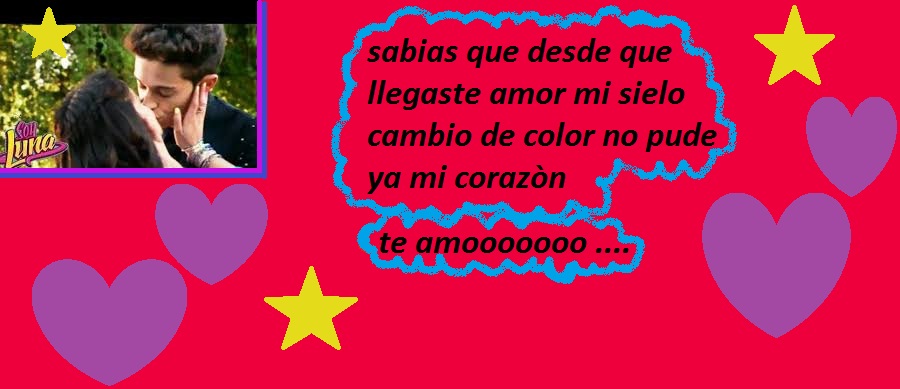 sabias que desde que
llegaste amor mi sielo
cambio de color no pude
ya mi corazòn
te amooooooo ....
SOY
Luna